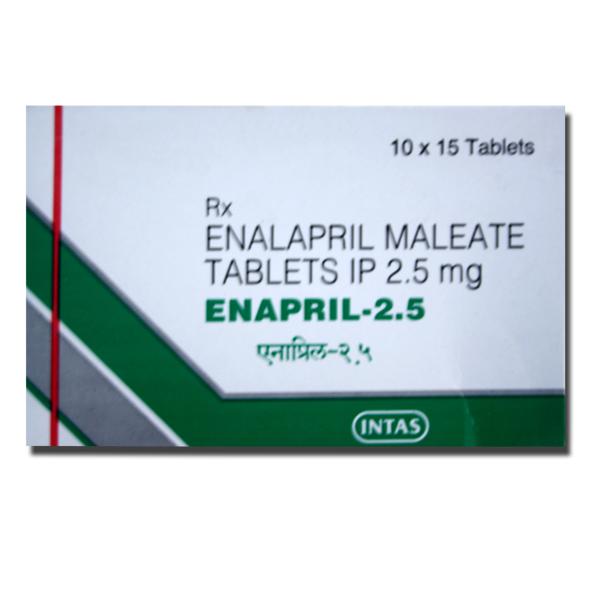 10 x 15 Tablets
Rx
ENALAPRIL MALEATE
TABLETS IP 2.5 mg
ENAPRIL-2.5
एनाप्रिल-२.५
INTAS